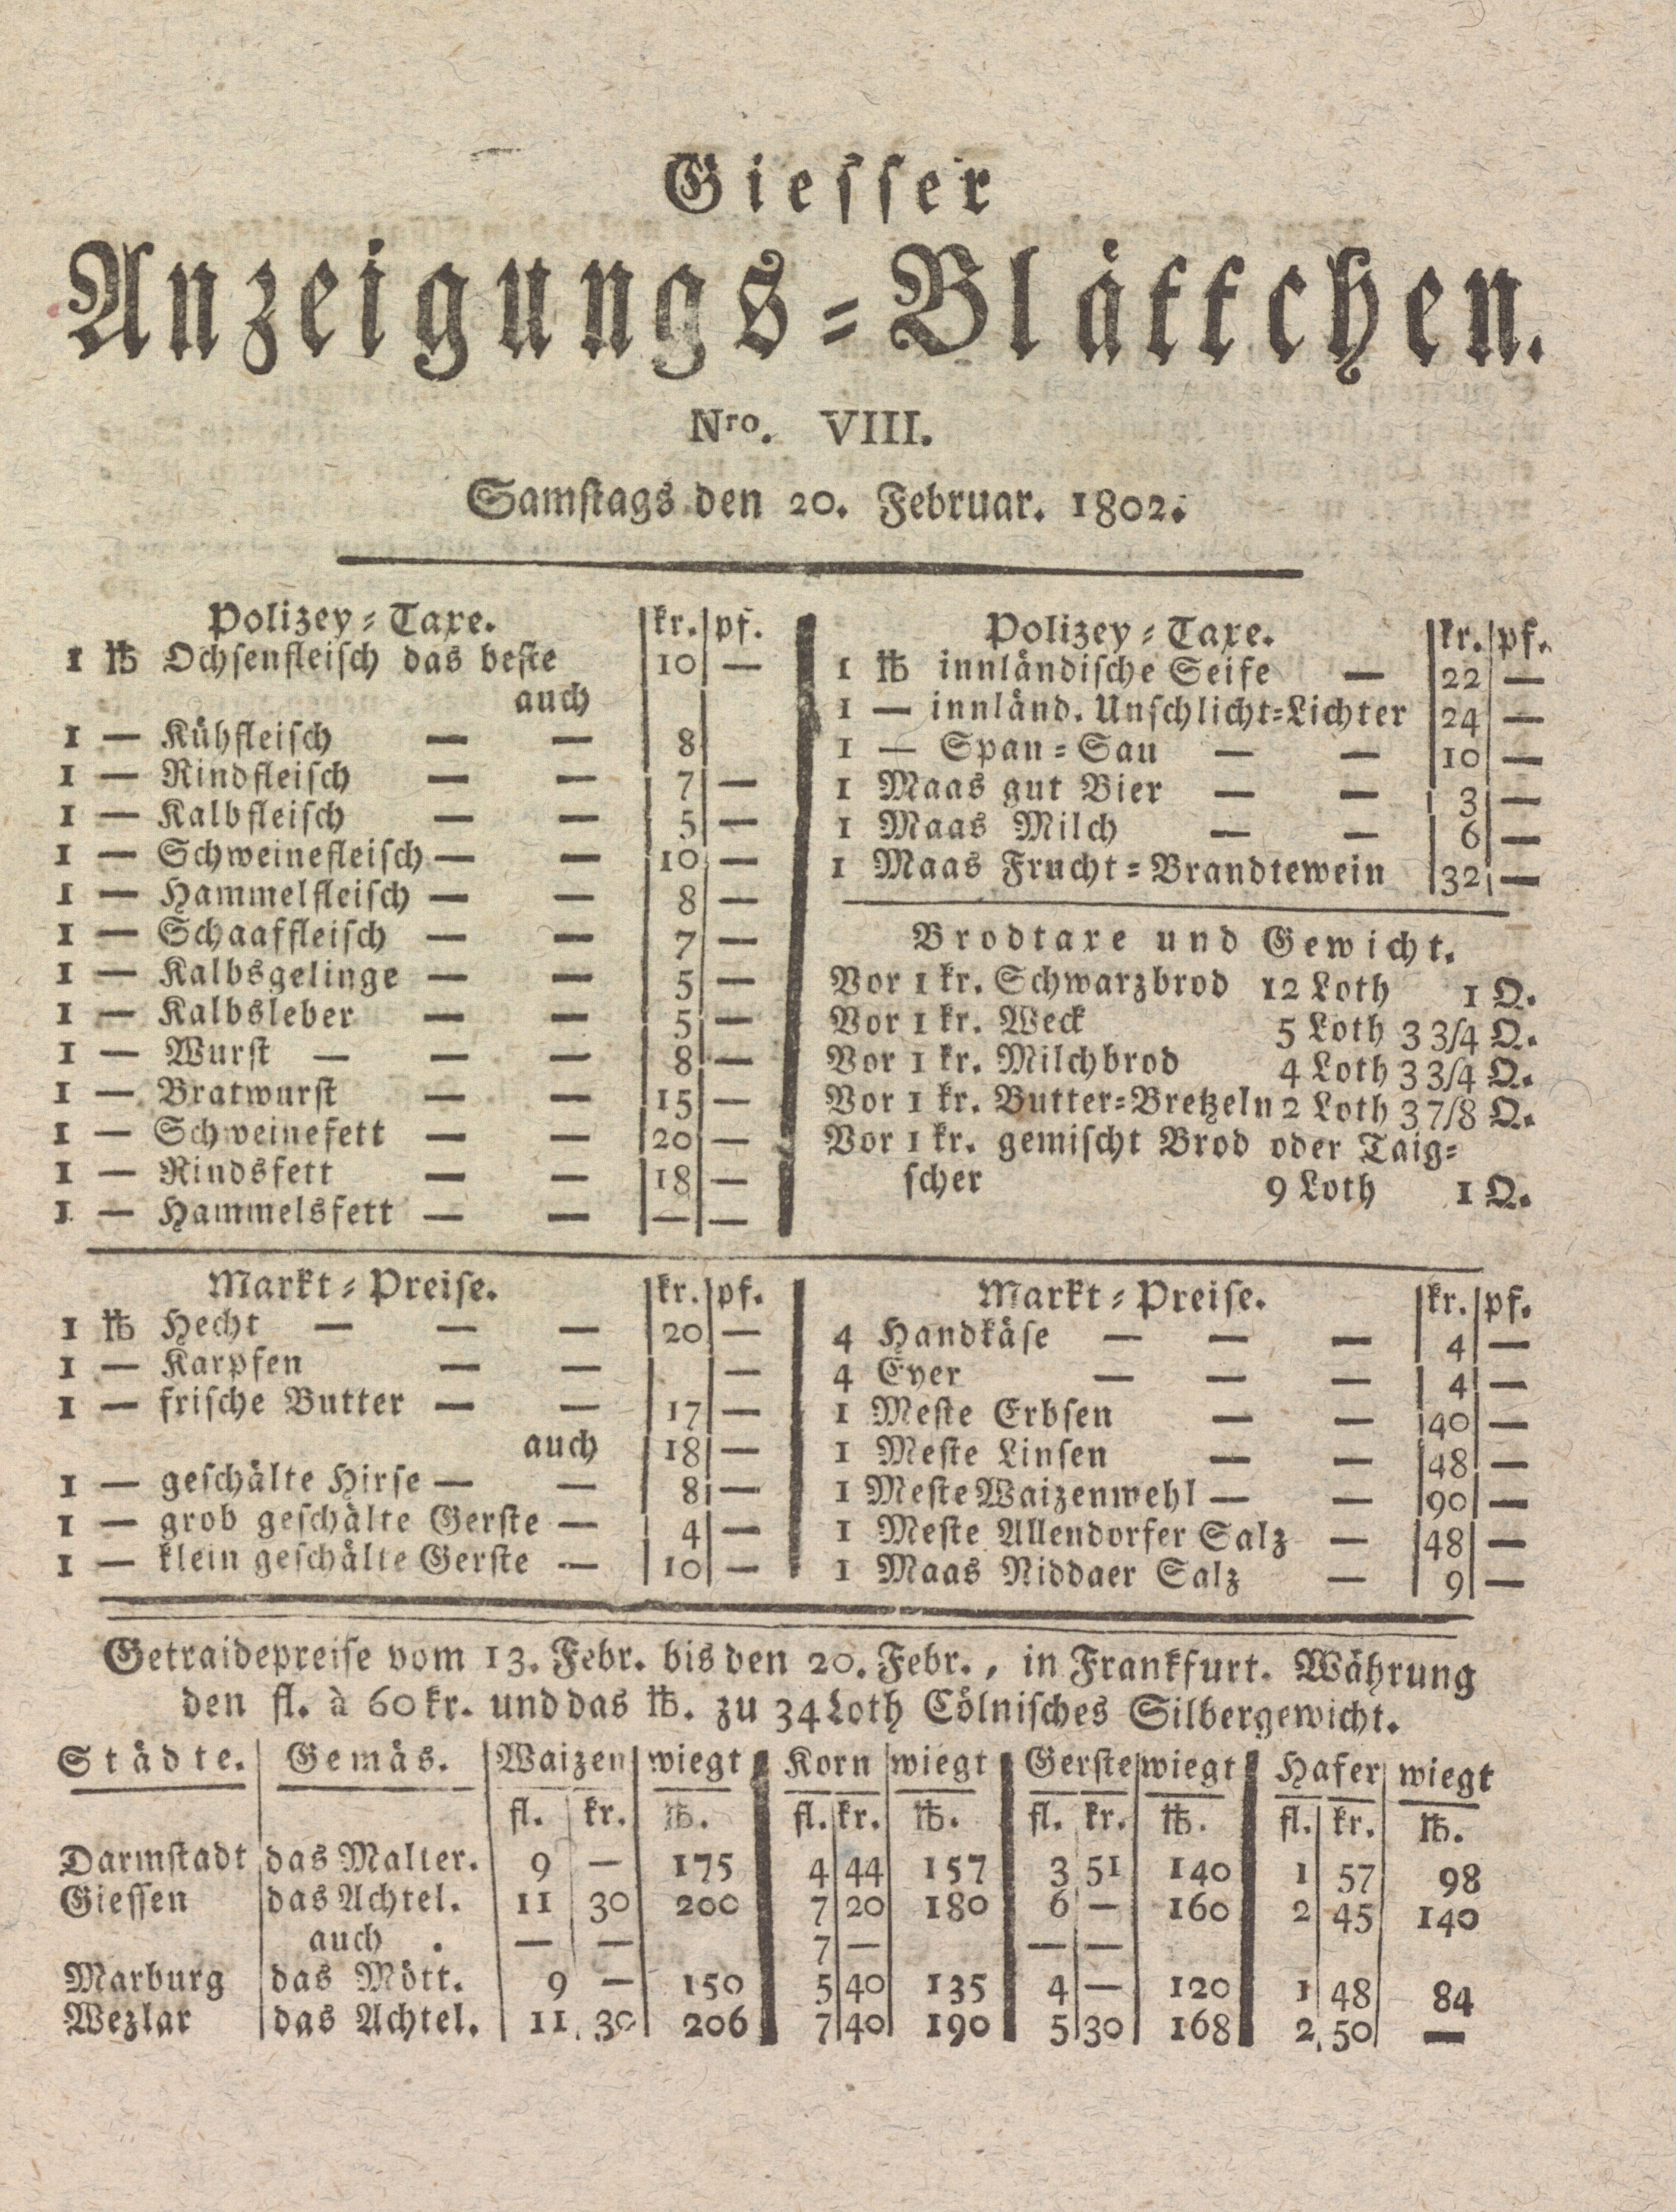 Giesser
Anzeigungs-Blättchen.
Nro. VIII.
Samstags den 20. Februar. 1802.
Polizey-Taxe. kr. pf.
1 ℔ Ochsenfleisch das beste 10 —
auch
1 — Kühfleisch — — 8
1 — Rindfleisch — — 7 —
1 — Kalbfleisch — — 5 —
1 — Schweinefleisch — — 10 —
1 — Hammelfleisch — — 8 —
1 — Schaaffleisch — — 7 —
1 — Kalbsgelinge — — 5 —
1 — Kalbsleber — — 5 —
1 — Wurst — — — 8 —
1 — Bratwurst — — 15 —
1 — Schweinefett — — 20 —
1 — Rindsfett — — 18 —
1 — Hammelsfett — — — —
Polizey-Taxe. kr. pf.
1 ℔ innländische Seife — 22 —
1 — innländ. Unschlicht-Lichter 24 —
1 — Span-Sau — — 10 —
1 Maas gut Bier — — 3 —
1 Maas Milch — — 6 —
1 Maas Frucht-Brandtewein 32 —
Brodtaxe und Gewicht.
Vor 1 kr. Schwarzbrod 12 Loth 1 Q.
Vor 1 kr. Weck 5 Loth 3 3/4 Q.
Vor 1 kr. Milchbrod 4 Loth 3 3/4 Q.
Vor 1 kr. Butter-Bretzeln 2 Loth 3 7/8 Q.
Vor 1 kr. gemischt Brod oder Taig-
scher 9 Loth 1 Q.
Markt-Preise. kr. pf.
1 ℔ Hecht — — — 20 —
1 — Karpfen — — —
1 — frische Butter — — 17 —
auch 18 —
1 — geschälte Hirse — — 8 —
1 — grob geschälte Gerste — 4 —
1 — klein geschälte Gerste — 10 —
Markt-Preise. kr. pf.
4 Handkäse — — — 4 —
4 Eyer — — — 4 —
1 Meste Erbsen — — 40 —
1 Meste Linsen — — 48 —
1 Meste Waizenwehl — — 90 —
1 Meste Allendorfer Salz — 48 —
1 Maas Niddaer Salz — 9 —
Getraidepreise vom 13. Febr. bis den 20. Febr., in Frankfurt. Währung
den fl. à 60 kr. und das ℔. zu 34 Loth Cölnisches Silbergewicht.
Städte. Gemäs. Waizen wiegt Korn wiegt Gerste wiegt Hafer wiegt
fl. kr. ℔. fl. kr. ℔. fl. kr. ℔. fl. kr. ℔.
Darmstadt das Malter. 9 — 175 4 44 157 3 51 140 1 57 98
Giessen das Achtel. 11 30 200 7 20 180 6 — 160 2 45 140
auch . — — 7 — — —
Marburg das Mött. 9 — 150 5 40 135 4 — 120 1 48 84
Wezlar das Achtel. 11 30 206 7 40 190 5 30 168 2 50 —